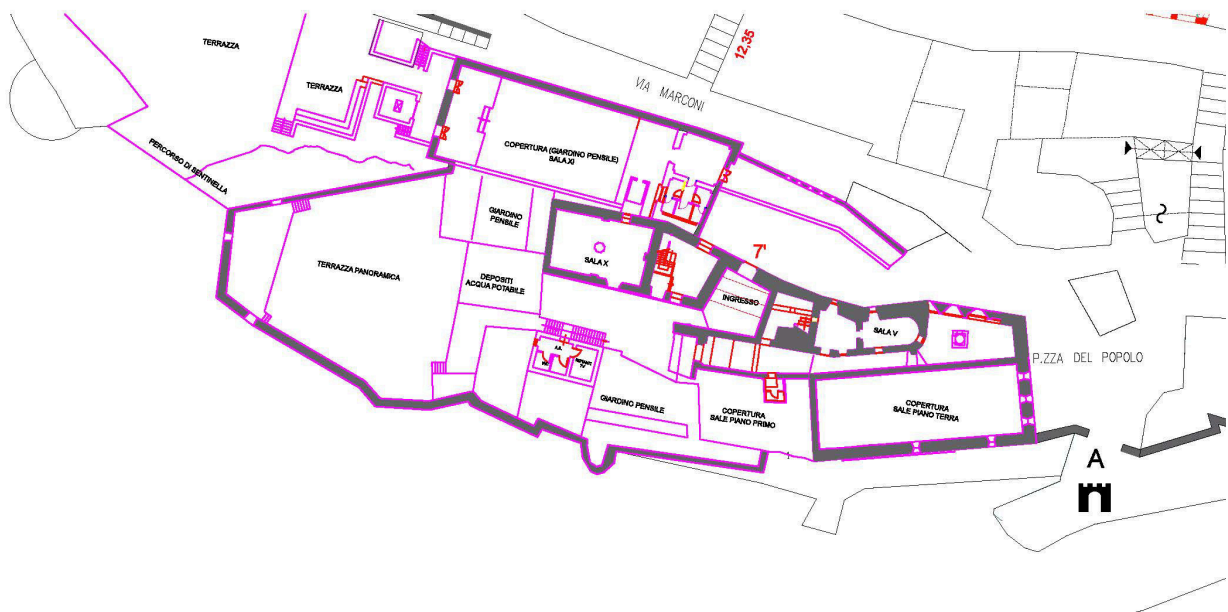 TERRAZZA
12,35
VIA MARCONI
TERRAZZA
COPERTURA (GIARDINO PENSILE)
SALA XI
PERCORSO DI SENTINELLA
GIARDINO
PENSILE
7'
SALA X
TERRAZZA PANORAMICA
DEPOSITI
ACQUA POTABILE
INGRESSO
SALA V
P.ZZA DEL POPOLO
GIARDINO PENSILE
COPERTURA
SALE PIANO PRIMO
COPERTURA
SALE PIANO TERRA
A